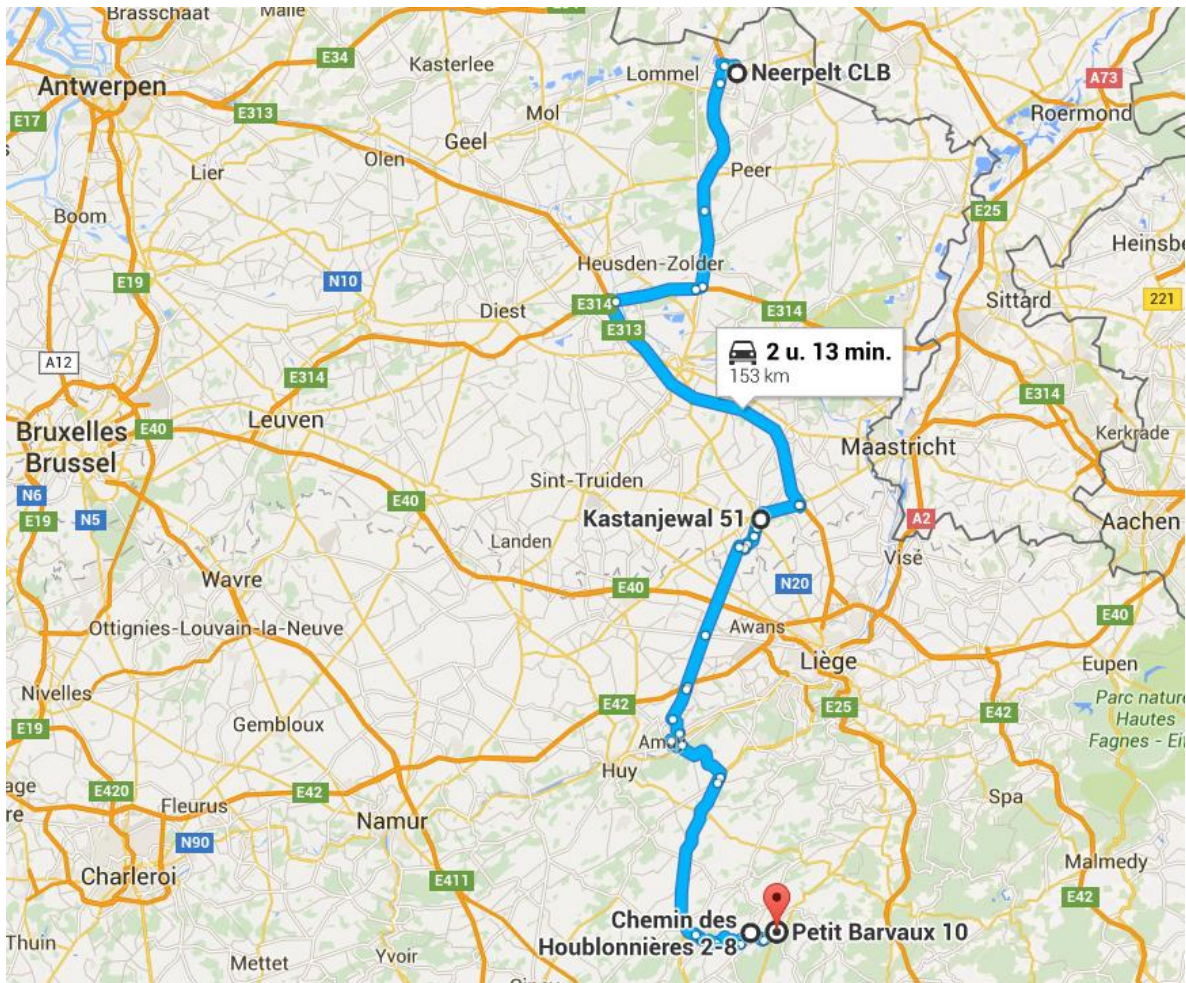 Brasschaat
Malle
E34
Kasterlee
Lommel
Neerpelt CLB
A73
Antwerpen
E17
E313
Mol
Geel
Roermond
Olen
Lier
Peer
Boom
E25
E19
N10
Heusden-Zolder
Heinsbe
E314
Diest
E313
E314
Sittard
221
A12
2 u. 13 min.
153 km
E314
E314
Leuven
Bruxelles
Brussel
E40
Maastricht
Kerkrade
N6
E19
N5
Sint-Truiden
E40
Kastanjewal 51
A2
Aachen
Landen
Visé
Wavre
E40
N20
E40
Ottignies-Louvain-la-Neuve
Awans
Liège
Eupen
Nivelles
E19
Gembloux
E42
E25
E42
Parc nature
Hautes
Fagnes - Eif
Huy
age
re
E420
Fleurus
E42
Spa
Namur
N90
Charleroi
E411
Malmedy
E42
Chemin des
Houblonnières 2-8
Petit Barvaux 10
Thuin
Mettet
Yvoir